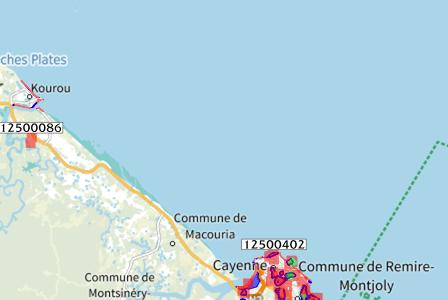 ches Plates
Kourou
12500086
Commune de
Macouria
12500402
Cayenne
Commune de Remire-
Montjoly
Commune de
Montsinéry-